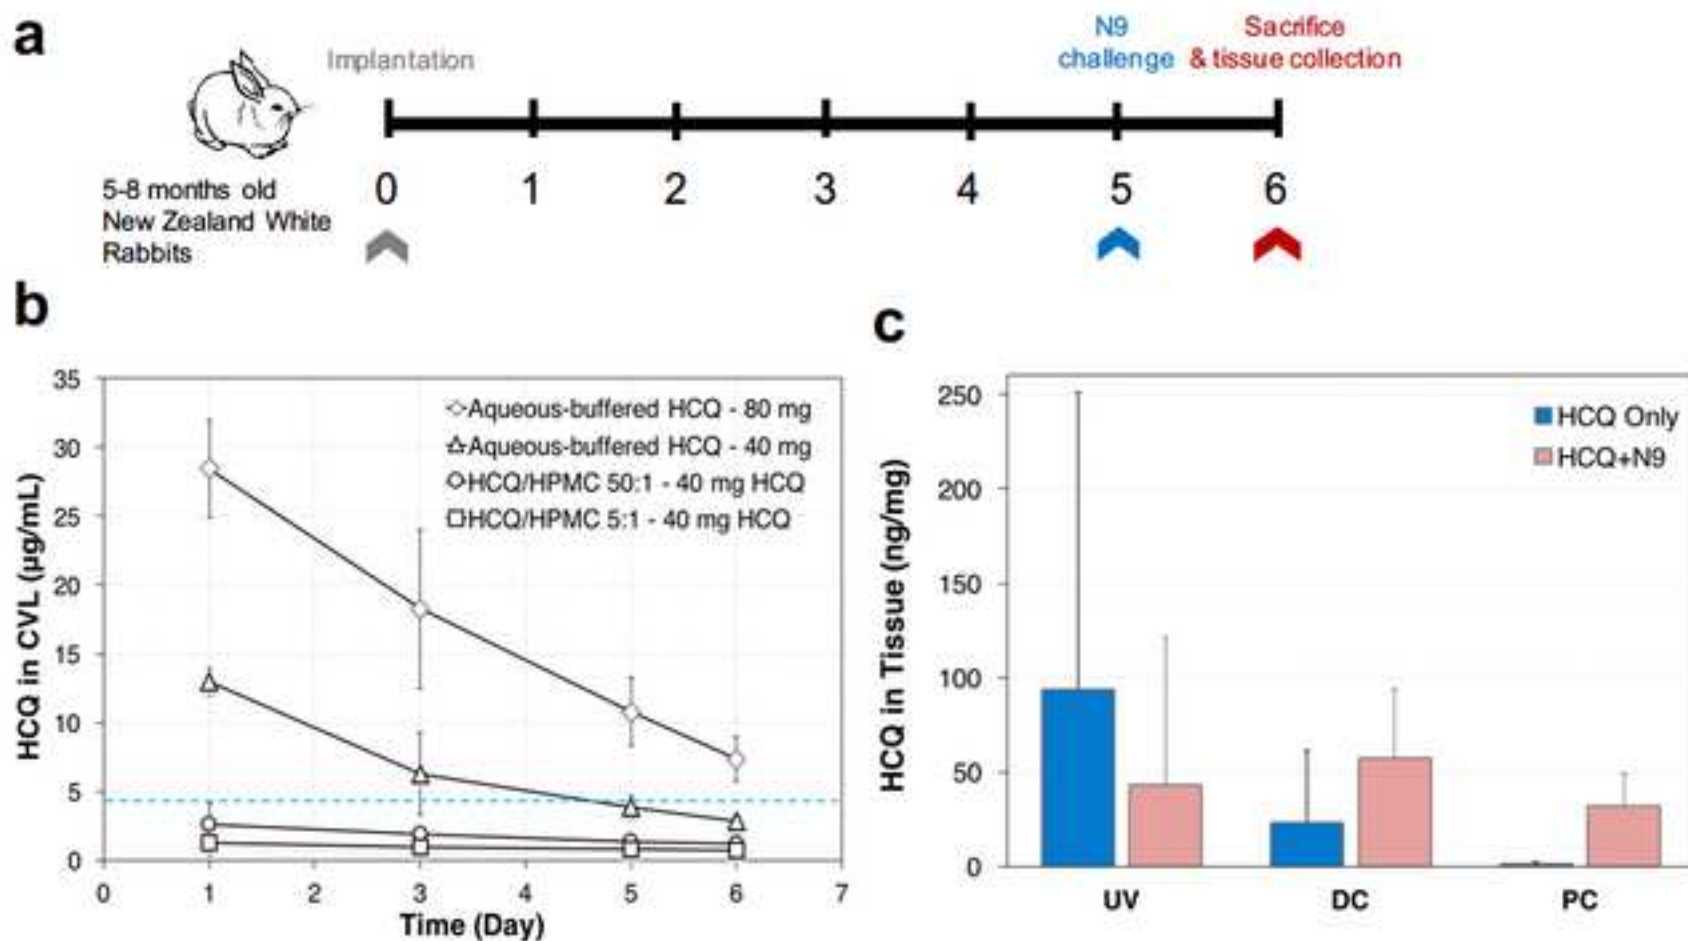 a
Implantation
N9
challenge
Sacrifice
& tissue collection
5-8 months old
New Zealand White
Rabbits
0 1 2 3 4 5 6
b
HCQ in CVL (µg/mL)
35
30
25
20
15
10
5
0
0 1 2 3 4 5 6 7
Time (Day)
Aqueous-buffered HCQ - 80 mg
Aqueous-buffered HCQ - 40 mg
HCQ/HPMC 50:1 - 40 mg HCQ
HCQ/HPMC 5:1 - 40 mg HCQ
c
HCQ in Tissue (ng/mg)
250
200
150
100
50
0
UV DC PC
HCQ Only
HCQ+N9